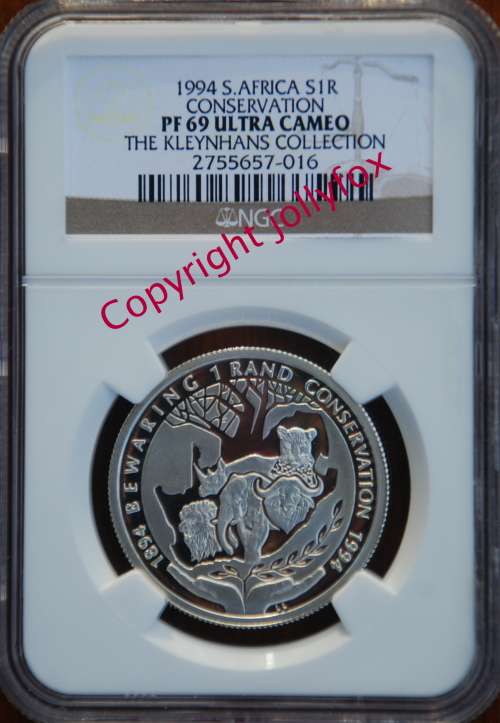 1994 S.AFRICA S1R
CONSERVATION
PF 69 ULTRA CAMEO
THE KLEYNHANS COLLECTION
2755657-016
NGC
Copyright jollyfox
1894 BEWARING 1 RAND CONSERVATION 1994